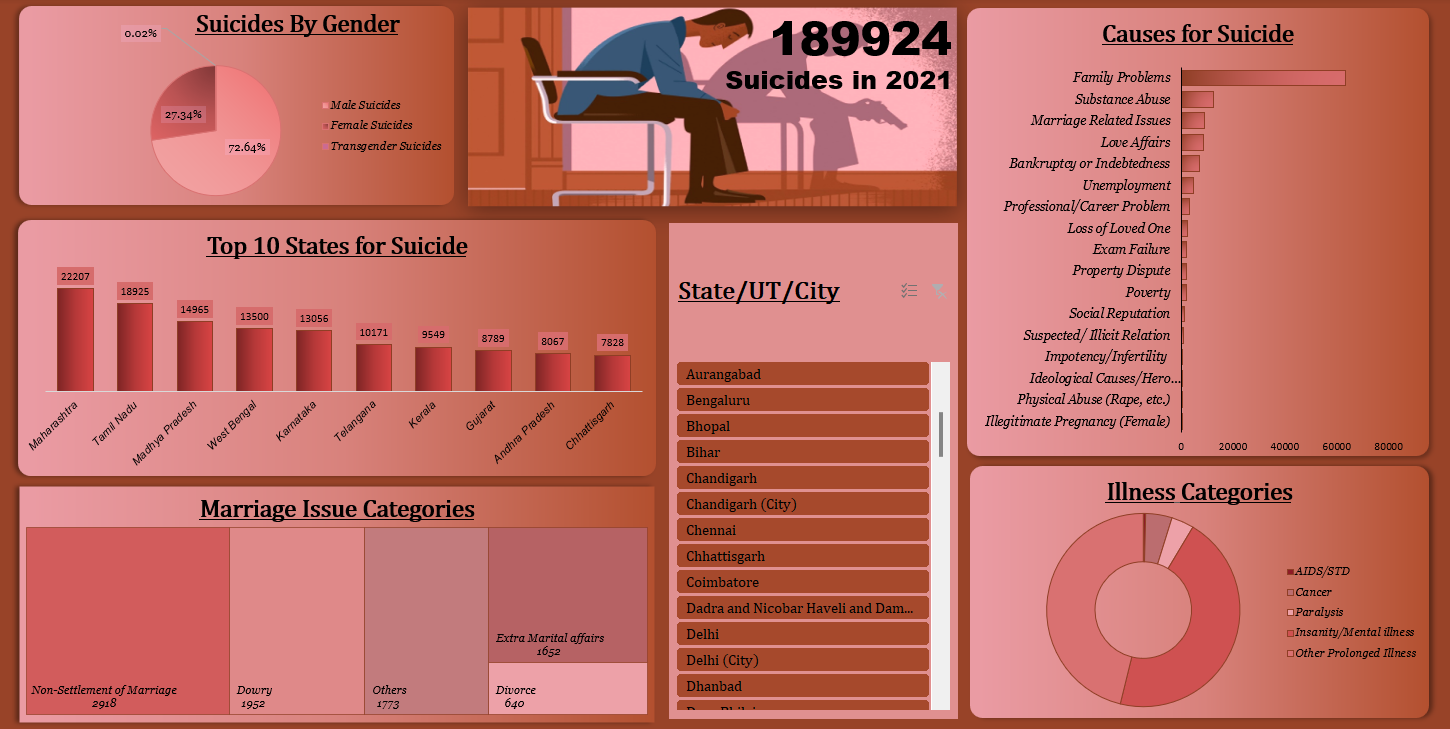 Suicides By Gender
0.02%
27.34%
72.64%
Male Suicides
Female Suicides
Transgender Suicides
189924
Suicides in 2021
Causes for Suicide
Family Problems
Substance Abuse
Marriage Related Issues
Love Affairs
Bankruptcy or Indebtedness
Unemployment
Professional/Career Problem
Loss of Loved One
Exam Failure
Property Dispute
Poverty
Social Reputation
Suspected/ Illicit Relation
Impotency/Infertility
Ideological Causes/Hero...
Physical Abuse (Rape, etc.)
Illegitimate Pregnancy (Female)
0 20000 40000 60000 80000
Top 10 States for Suicide
22207
18925
14965
13500
13056
10171
9549
8789
8067
7828
Maharashtra
Tamil Nadu
Madhya Pradesh
West Bengal
Karnataka
Telangana
Kerala
Gujarat
Andhra Pradesh
Chhattisgarh
State/UT/City
Aurangabad
Bengaluru
Bhopal
Bihar
Chandigarh
Chandigarh (City)
Chennai
Chhattisgarh
Coimbatore
Dadra and Nicobar Haveli and Dam...
Delhi
Delhi (City)
Dhanbad
Marriage Issue Categories
Non-Settlement of Marriage
2918
Dowry
1952
Others
1773
Extra Marital affairs
1652
Divorce
640
Illness Categories
AIDS/STD
Cancer
Paralysis
Insanity/Mental illness
Other Prolonged Illness